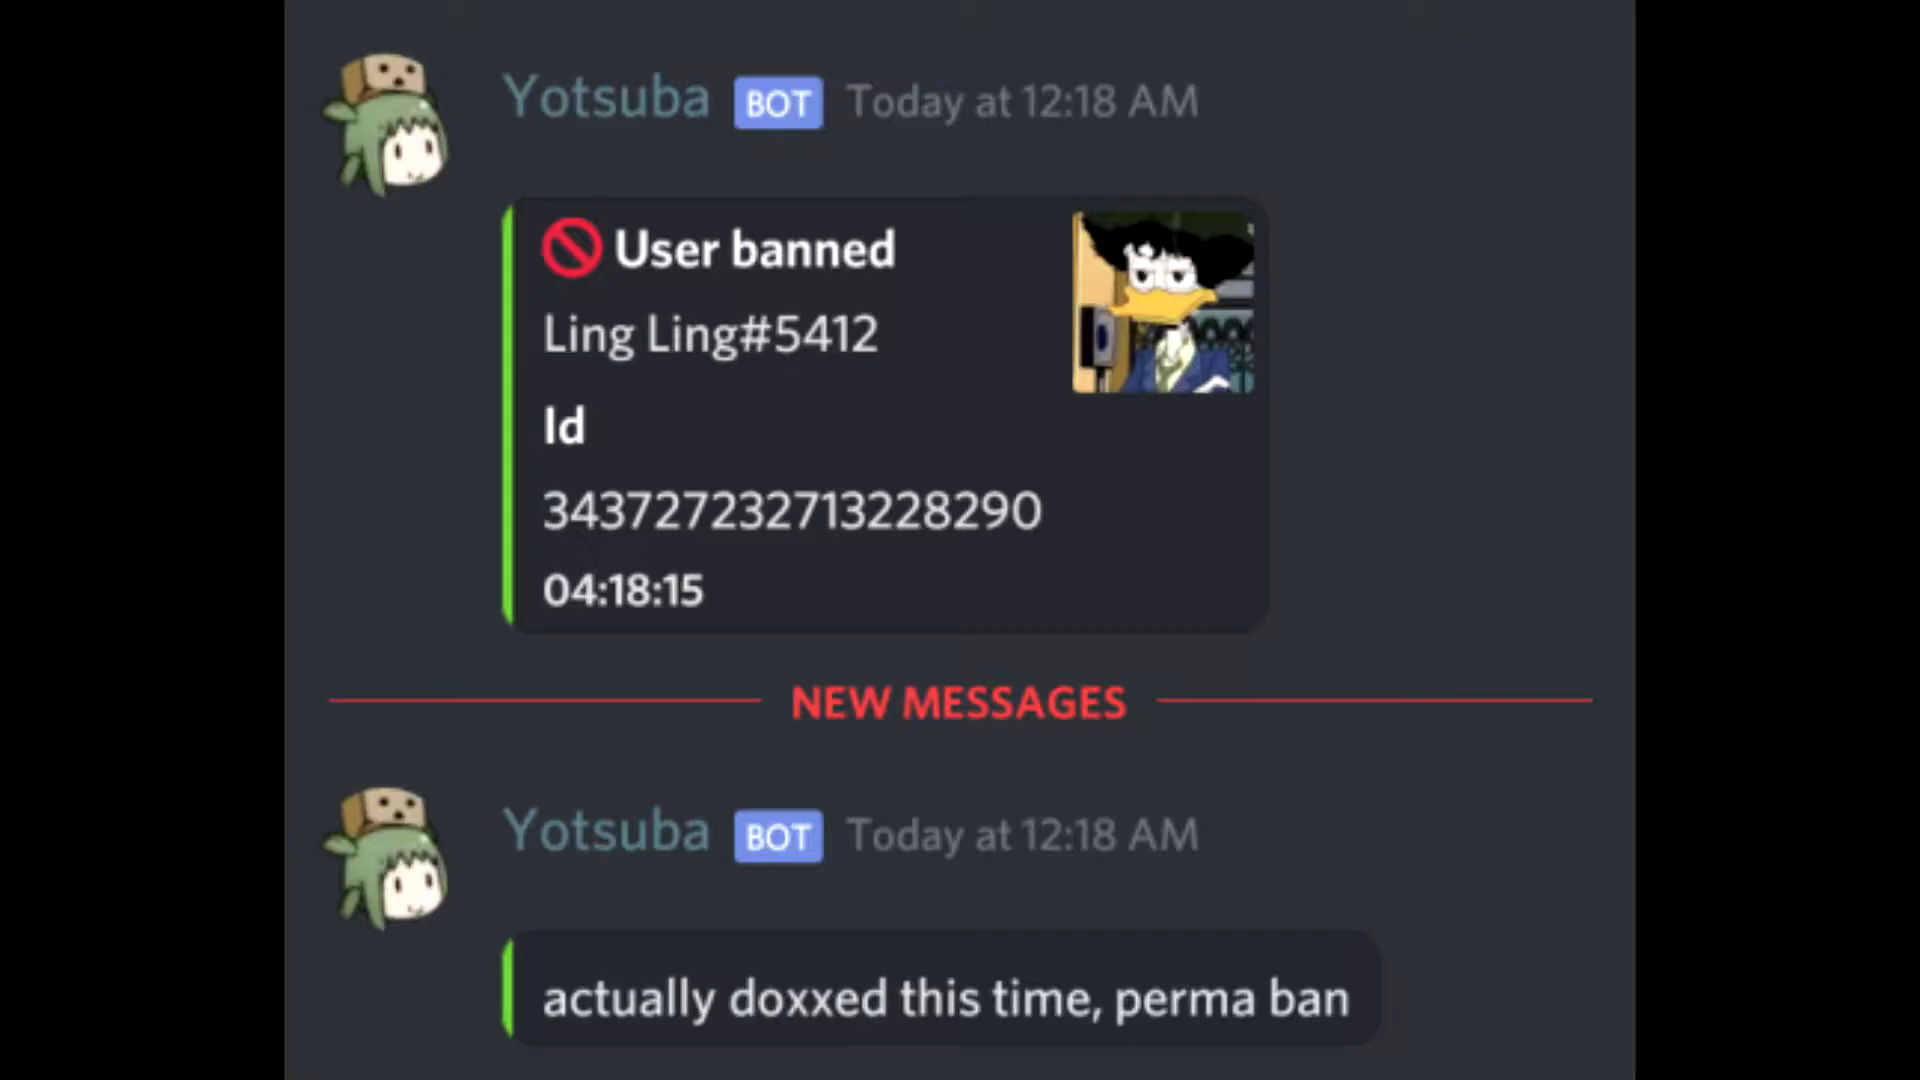 Yotsuba BOT Today at 12:18 AM
User banned
Ling Ling#5412
Id
343727232713228290
04:18:15
NEW MESSAGES
Yotsuba BOT Today at 12:18 AM
actually doxxed this time, perma ban